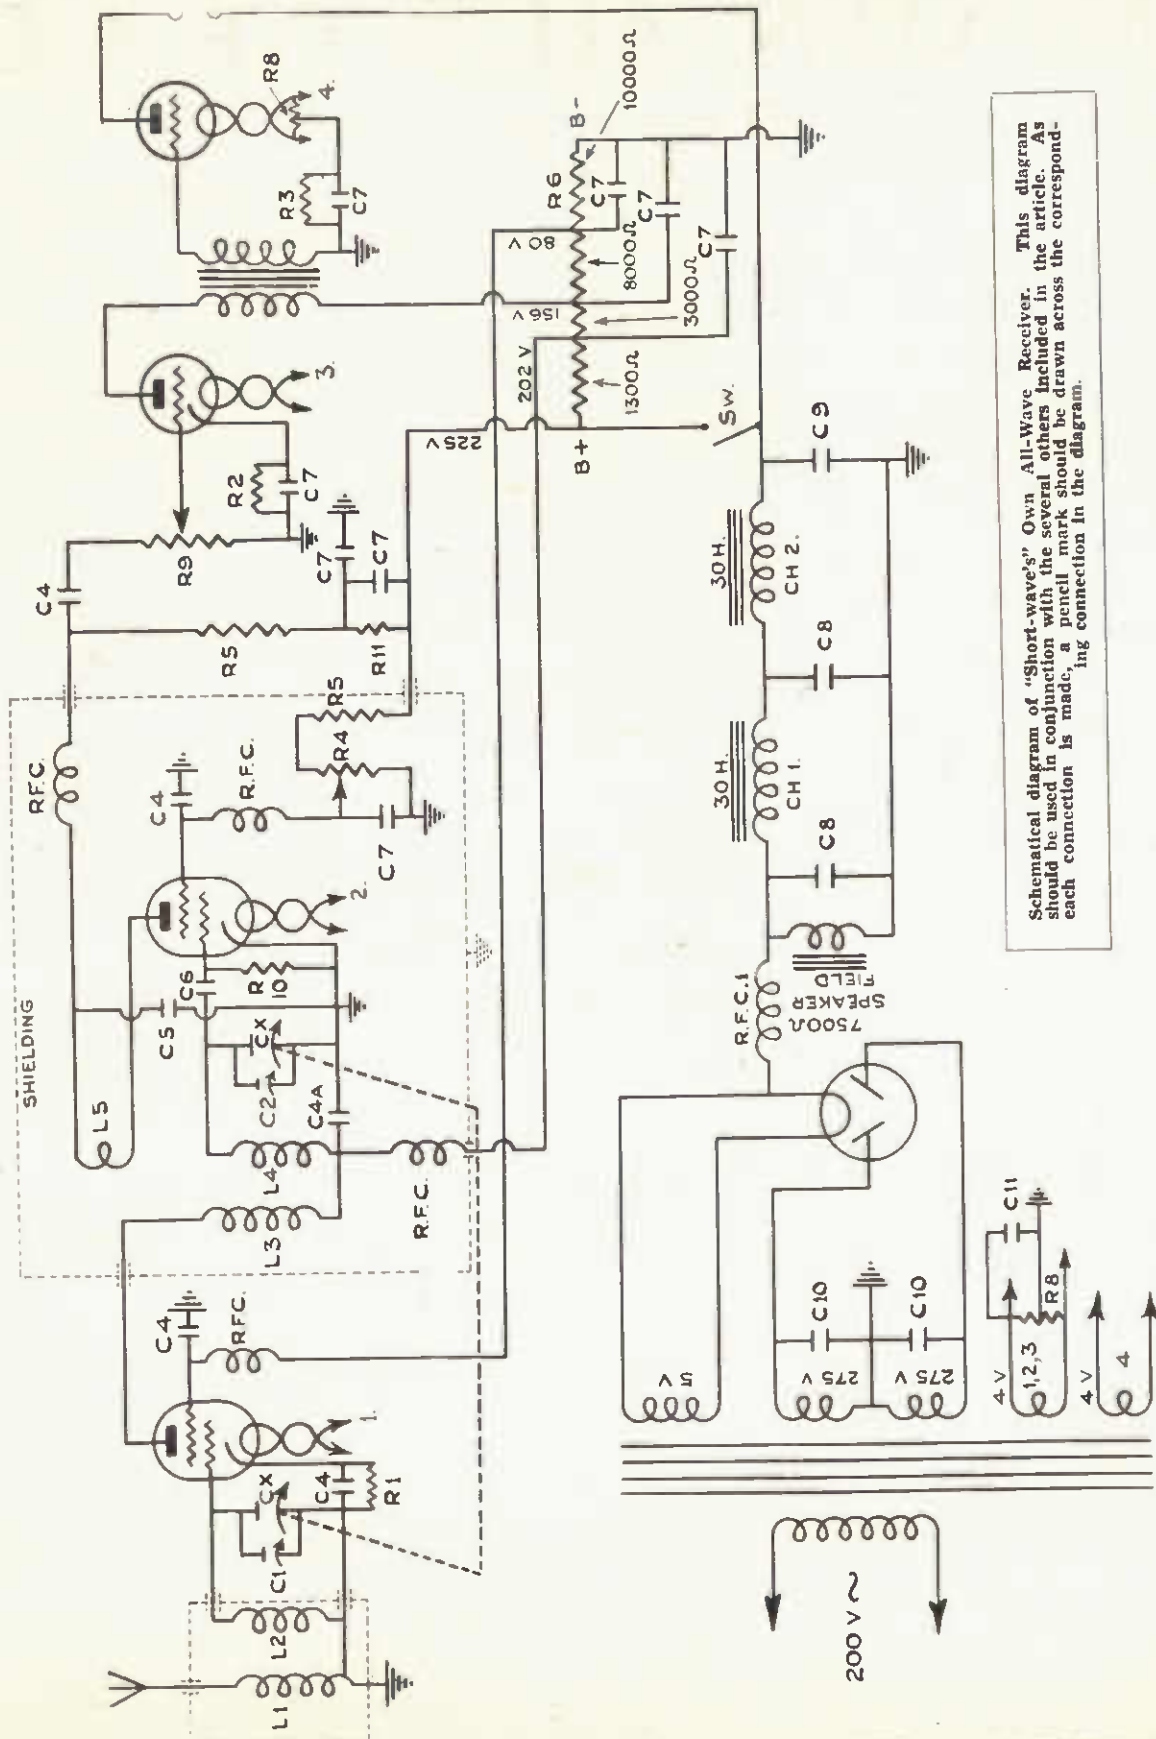 SHIELDING
L1
L2
C1
CX
C4
R1
1.
C4
R.F.C.
L3
L4
L5
C2
CX
C4A
R.F.C.
C5
C6
R
10
2.
C4
R.F.C.
C7
R4
R5
R.F.C.
C4
R5
R11
C7
C7
R9
R2
C7
3.
R3
C7
R8
4.
225 V
202 V
156 V
80 V
B+
B-
R6
1300Ω
3000Ω
8000Ω
10000Ω
C7
C7
C7
SW.
200 V ~
5 V
275 V
275 V
C10
C10
4 V
1,2,3
R8
C11
4 V
4
R.F.C.1
7500Ω
SPEAKER
FIELD
C8
30 H.
CH 1.
C8
30 H.
CH 2.
C9
Schematical diagram of "Short-wave's" Own All-Wave Receiver. This diagram
should be used in conjunction with the several others included in the article. As
each connection is made, a pencil mark should be drawn across the correspond-
ing connection in the diagram.